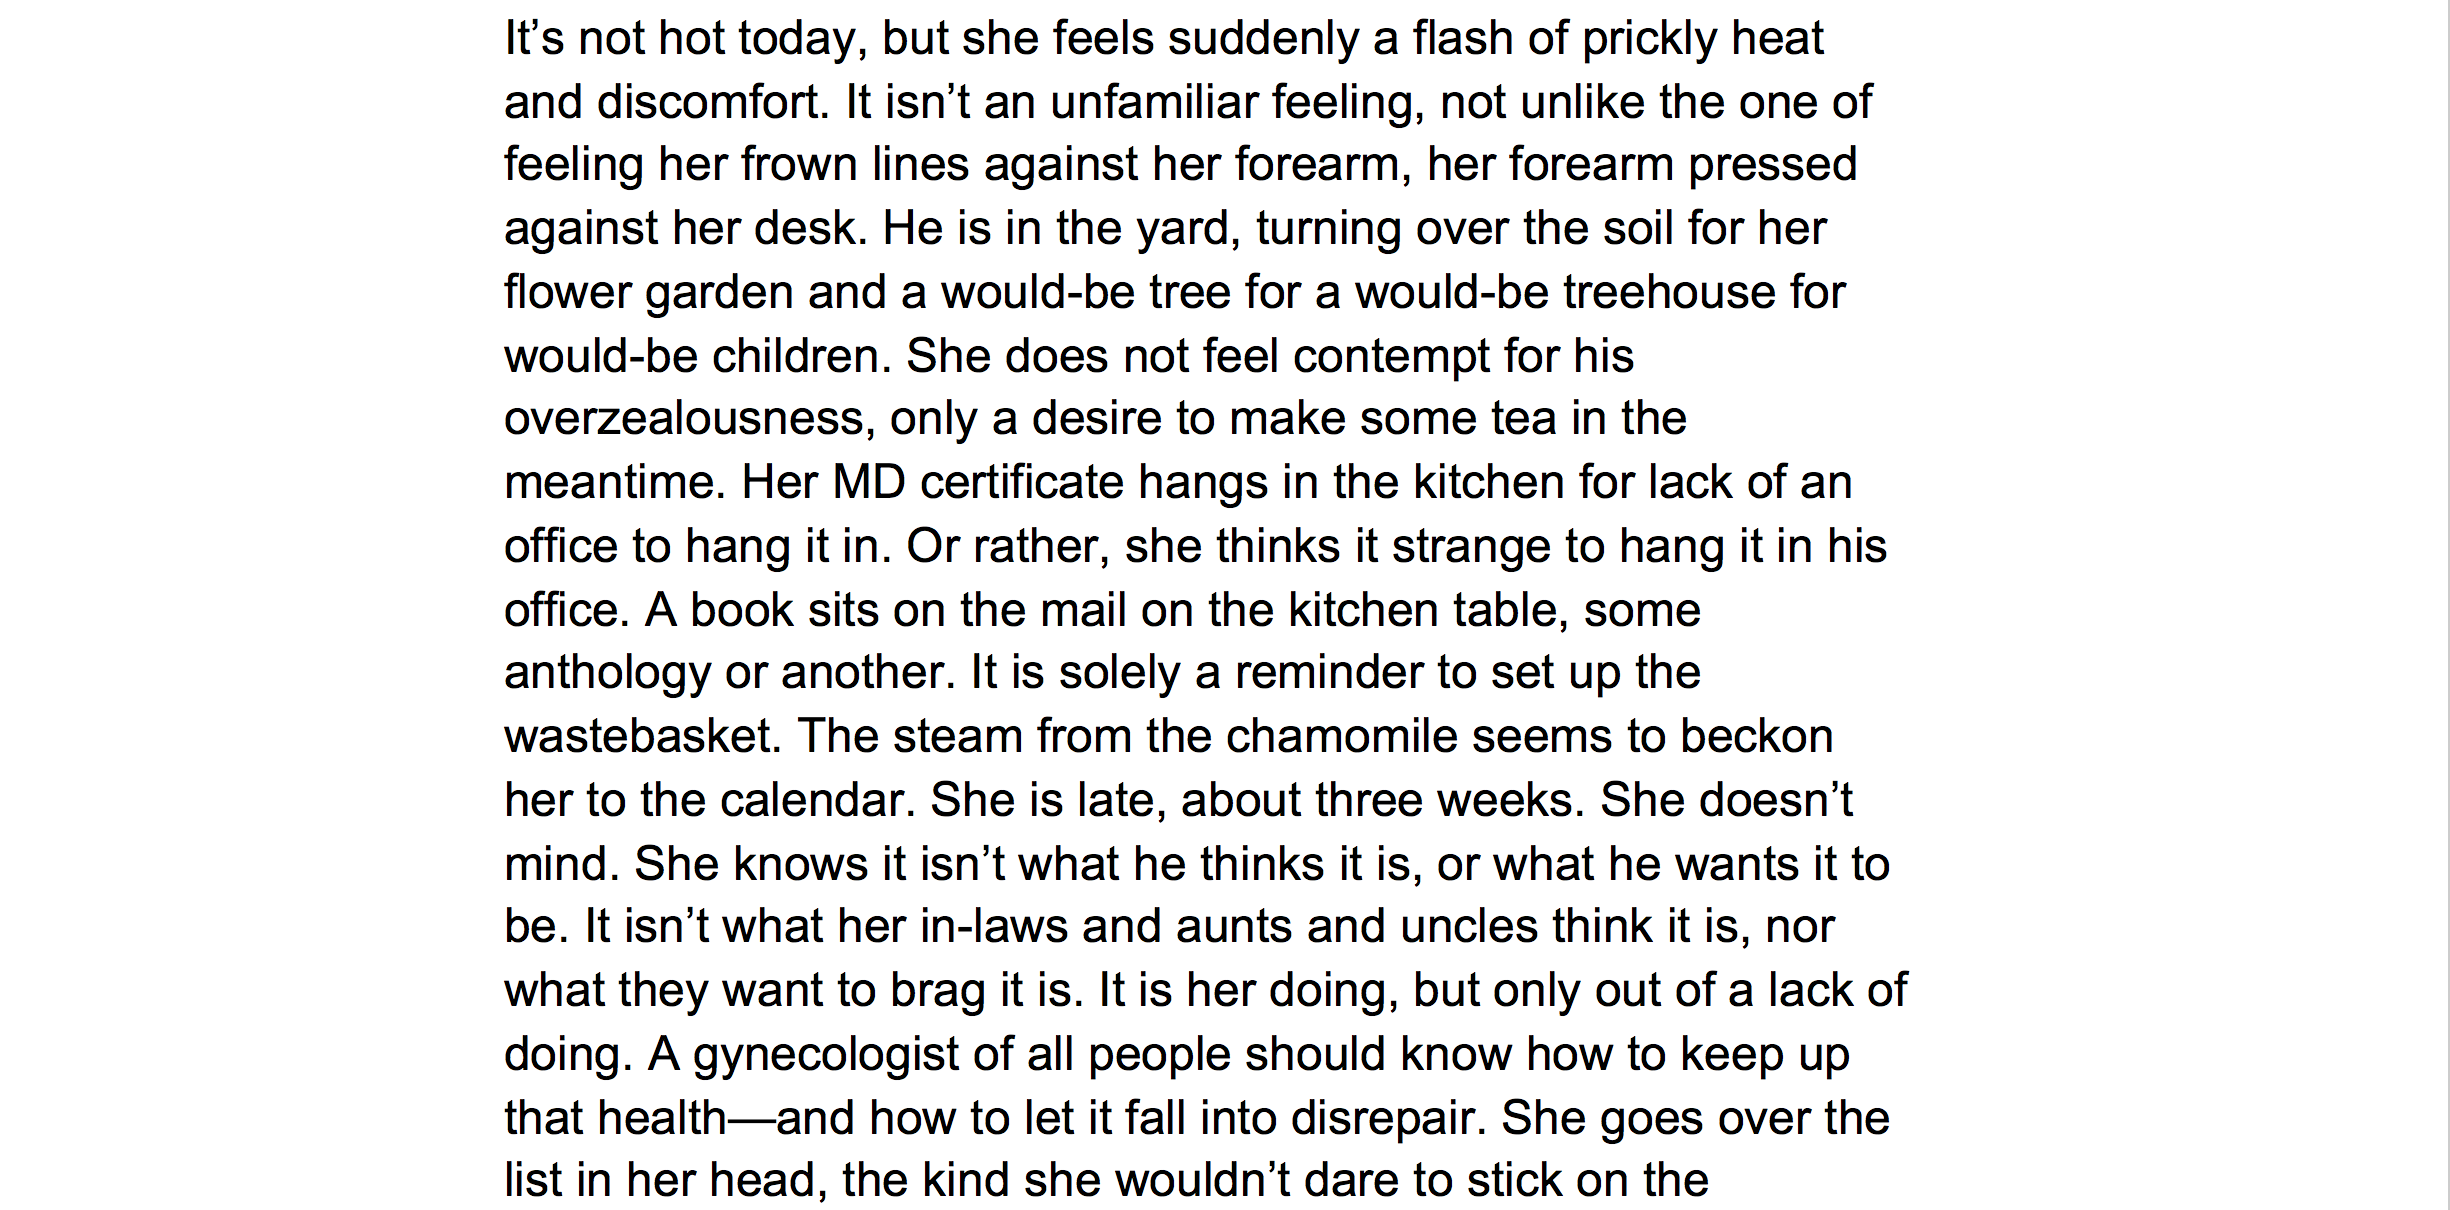 It’s not hot today, but she feels suddenly a flash of prickly heat
and discomfort. It isn’t an unfamiliar feeling, not unlike the one of
feeling her frown lines against her forearm, her forearm pressed
against her desk. He is in the yard, turning over the soil for her
flower garden and a would-be tree for a would-be treehouse for
would-be children. She does not feel contempt for his
overzealousness, only a desire to make some tea in the
meantime. Her MD certificate hangs in the kitchen for lack of an
office to hang it in. Or rather, she thinks it strange to hang it in his
office. A book sits on the mail on the kitchen table, some
anthology or another. It is solely a reminder to set up the
wastebasket. The steam from the chamomile seems to beckon
her to the calendar. She is late, about three weeks. She doesn’t
mind. She knows it isn’t what he thinks it is, or what he wants it to
be. It isn’t what her in-laws and aunts and uncles think it is, nor
what they want to brag it is. It is her doing, but only out of a lack of
doing. A gynecologist of all people should know how to keep up
that health—and how to let it fall into disrepair. She goes over the
list in her head, the kind she wouldn’t dare to stick on the